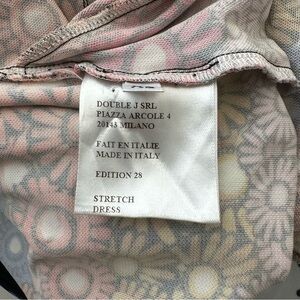 DOUBLE J SRL
PIAZZA ARCOLE 4
20143 MILANO
FAIT EN ITALIE
MADE IN ITALY
EDITION 28
STRETCH
DRESS